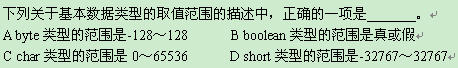 下列关于基本数据类型的取值范围的描述中，正确的一项是______。
A byte 类型的范围是-128～128 B boolean 类型的范围是真或假
C char 类型的范围是 0～65536 D short 类型的范围是-32767～32767